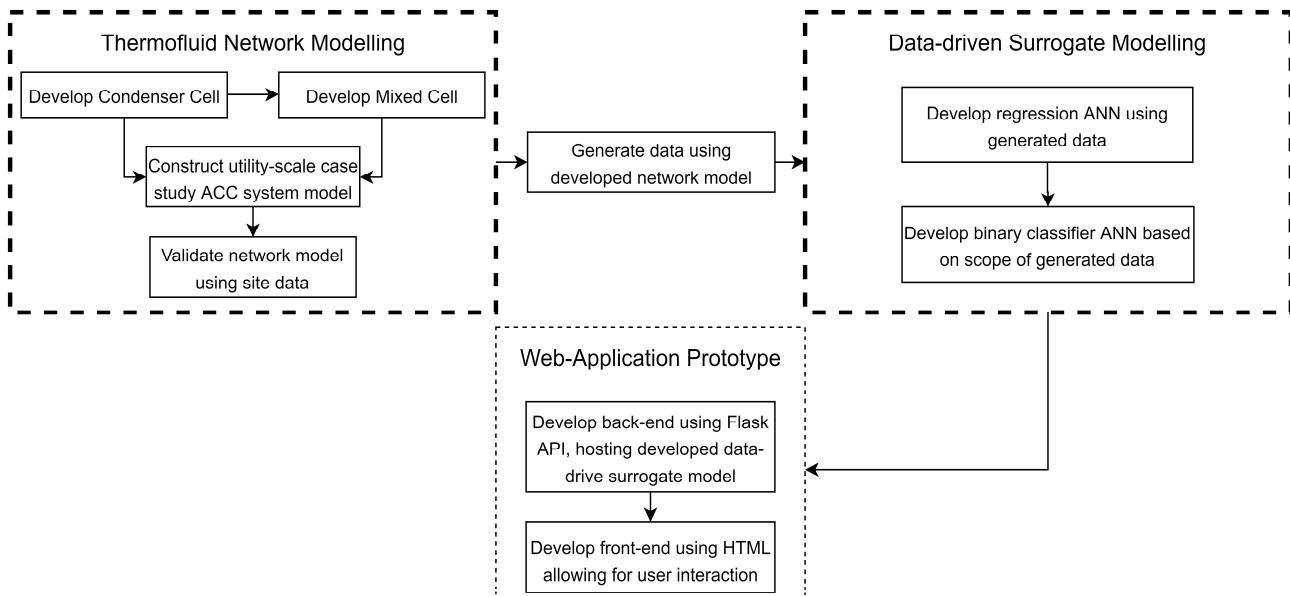 Thermofluid Network Modelling
Develop Condenser Cell
Develop Mixed Cell
Construct utility-scale case
study ACC system model
Validate network model
using site data
Generate data using
developed network model
Data-driven Surrogate Modelling
Develop regression ANN using
generated data
Develop binary classifier ANN based
on scope of generated data
Web-Application Prototype
Develop back-end using Flask
API, hosting developed data-
drive surrogate model
Develop front-end using HTML
allowing for user interaction